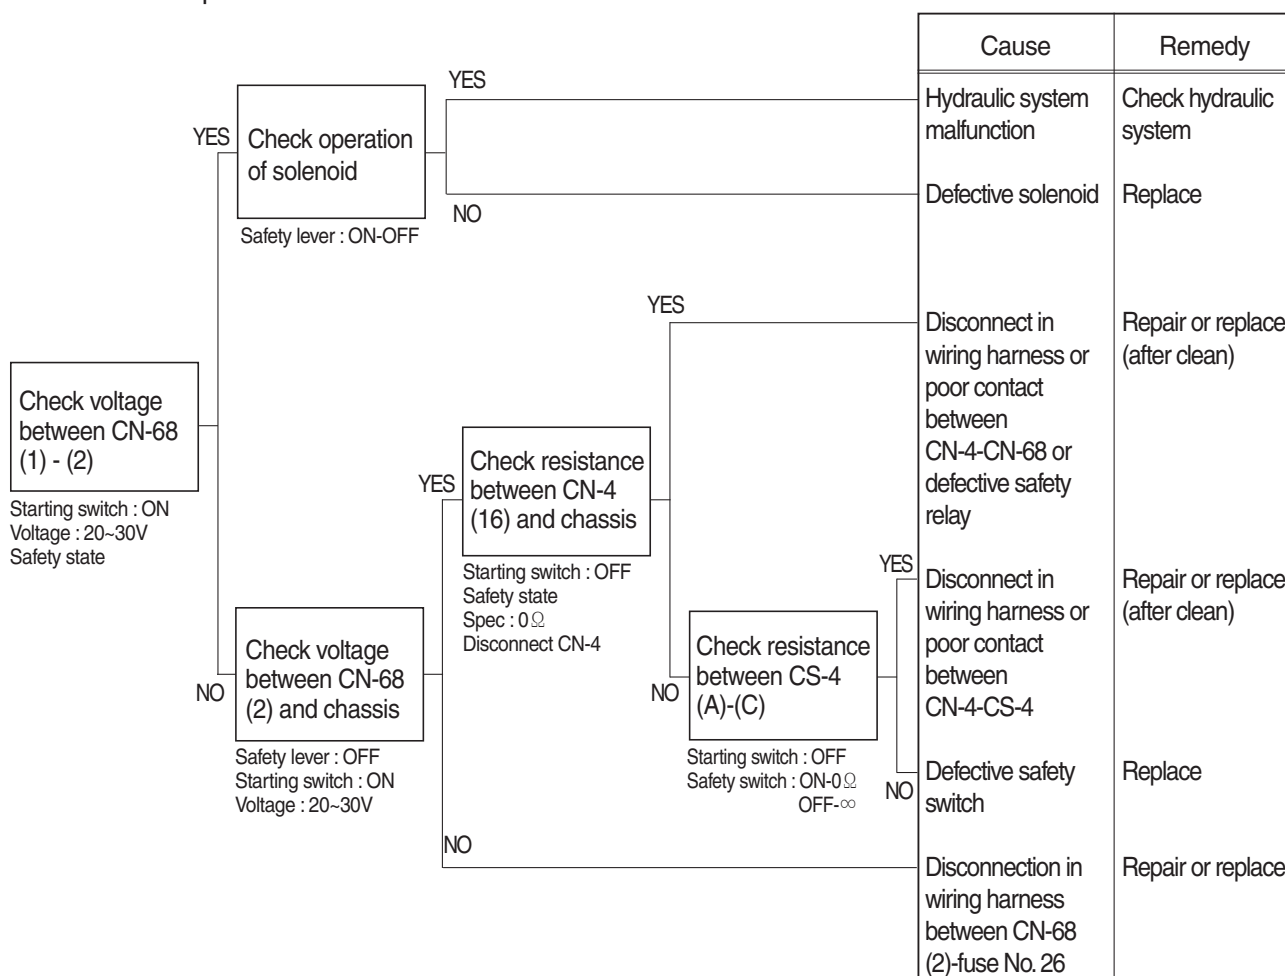 Cause
Remedy
YES
Hydraulic system
malfunction
Check hydraulic
system
YES
Check operation
of solenoid
NO
Defective solenoid
Replace
Safety lever : ON-OFF
YES
Disconnect in
wiring harness or
poor contact
between
CN-4-CN-68 or
defective safety
relay
Repair or replace
(after clean)
Check voltage
between CN-68
(1) - (2)
Starting switch : ON
Voltage : 20~30V
Safety state
YES
Check resistance
between CN-4
(16) and chassis
Starting switch : OFF
Safety state
Spec : 0Ω
Disconnect CN-4
YES
Disconnect in
wiring harness or
poor contact
between
CN-4-CS-4
Repair or replace
(after clean)
NO
Check voltage
between CN-68
(2) and chassis
Safety lever : OFF
Starting switch : ON
Voltage : 20~30V
NO
Check resistance
between CS-4
(A)-(C)
Starting switch : OFF
Safety switch : ON-0Ω
OFF-∞
NO
Defective safety
switch
Replace
NO
Disconnection in
wiring harness
between CN-68
(2)-fuse No. 26
Repair or replace